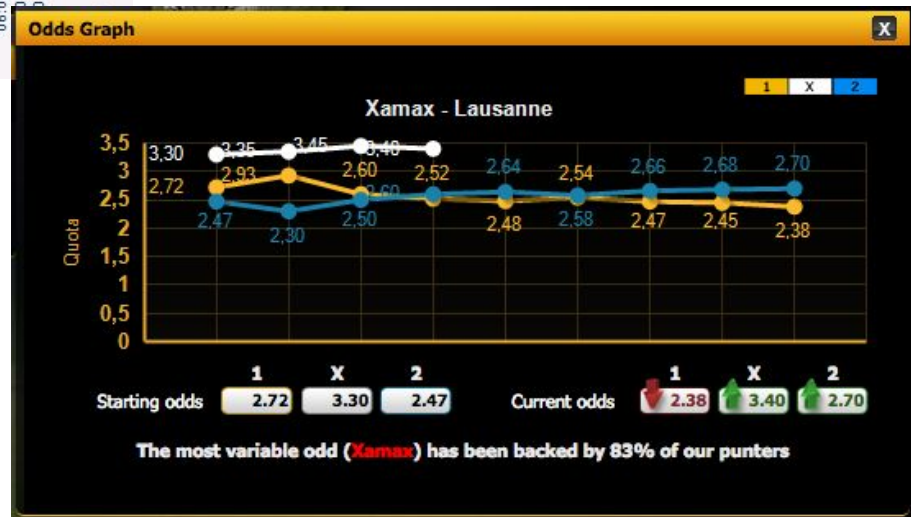 Odds Graph
X
1 X 2
Xamax - Lausanne
Quota
3,5
3
2,5
2
1,5
1
0,5
0
3,30 3,35 3,45 3,40
2,72 2,93 2,60 2,52 2,48 2,54 2,47 2,45 2,38
2,47 2,30 2,50 2,60 2,64 2,58 2,66 2,68 2,70
1 X 2
Starting odds 2.72 3.30 2.47
1 X 2
Current odds 2.38 3.40 2.70
The most variable odd (Xamax) has been backed by 83% of our punters